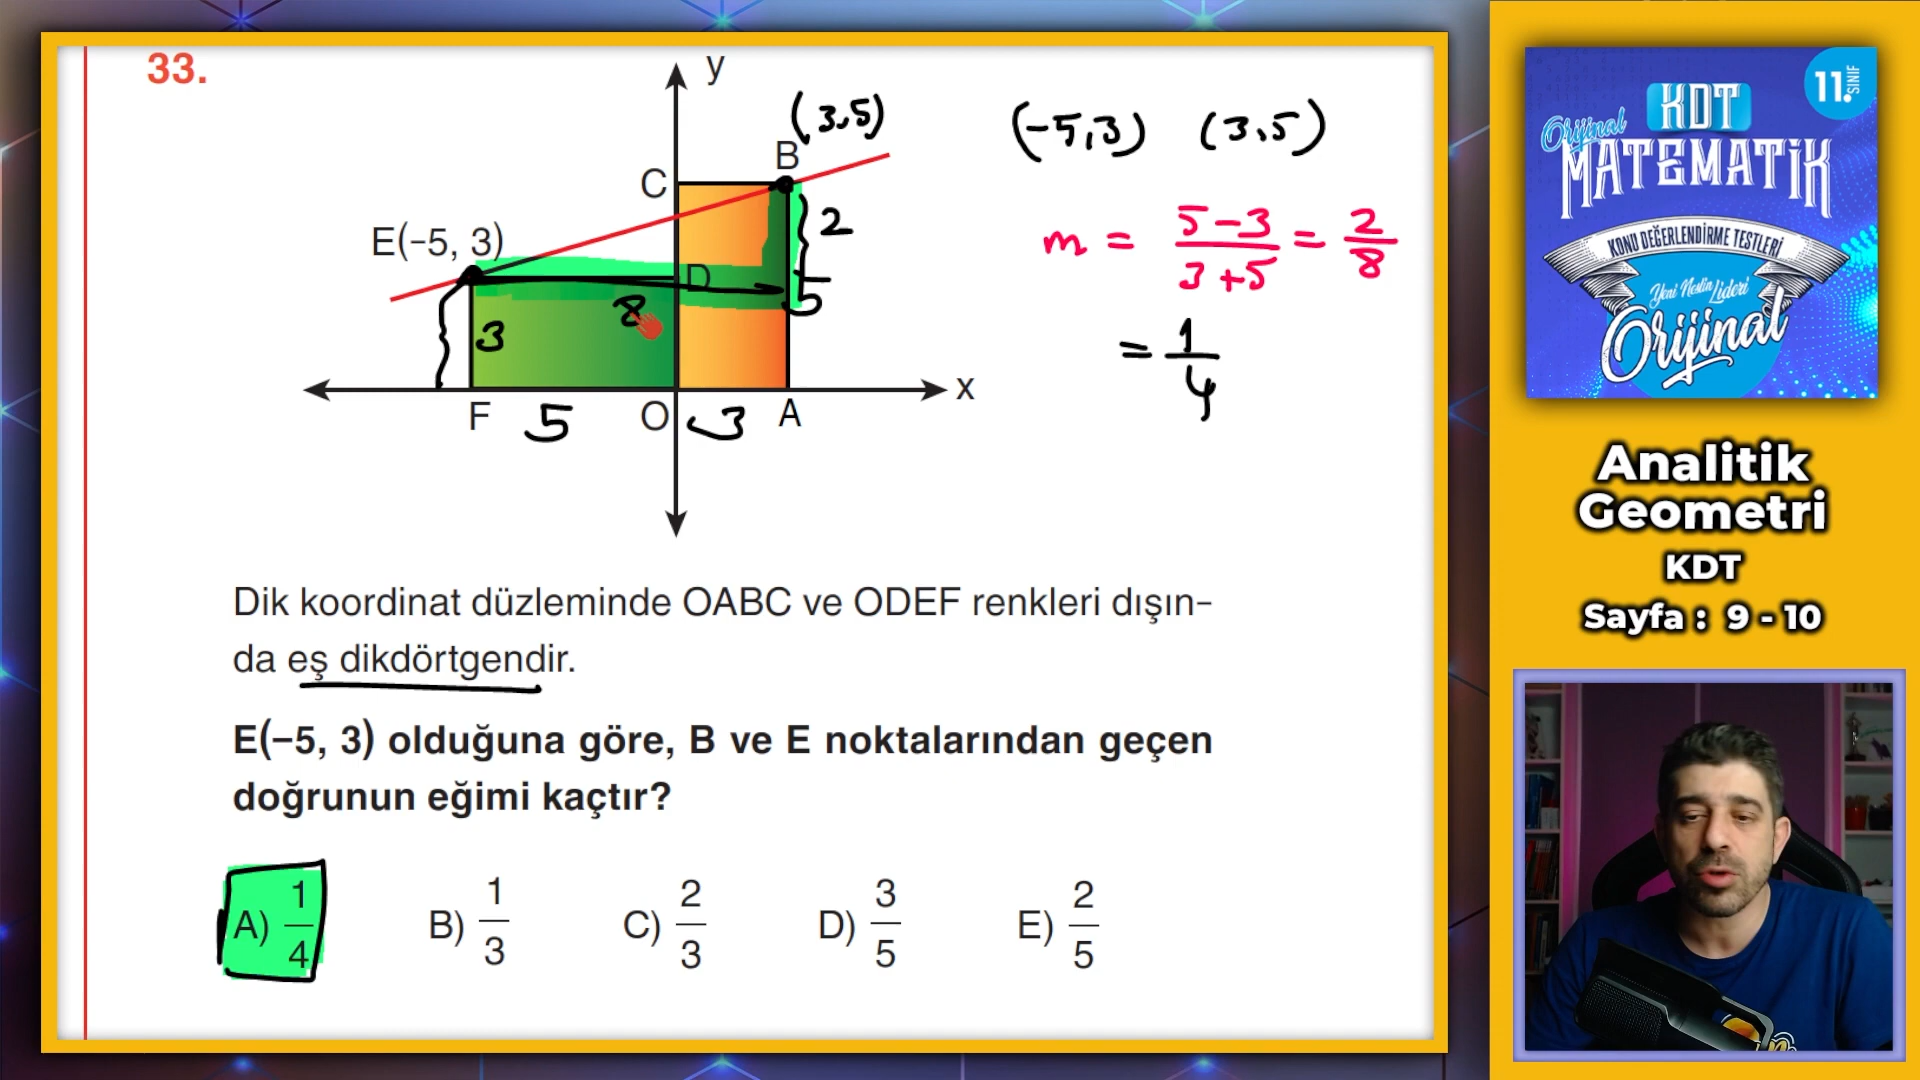 33.
y
(3,5)
B
C
E(−5, 3)
2
D
8
5
3
x
F
5
O
3
A
(-5,3) (3,5)
m = 5-3/3+5 = 2/8
= 1/4
Dik koordinat düzleminde OABC ve ODEF renkleri dışın-
da eş dikdörtgendir.
E(−5, 3) olduğuna göre, B ve E noktalarından geçen
doğrunun eğimi kaçtır?
A) 1/4 B) 1/3 C) 2/3 D) 3/5 E) 2/5
11. SINIF
Orijinal
KDT
MATEMATİK
KONU DEĞERLENDİRME TESTLERİ
Yeni Neslin Lideri
Orijinal
Analitik
Geometri
KDT
Sayfa : 9 - 10